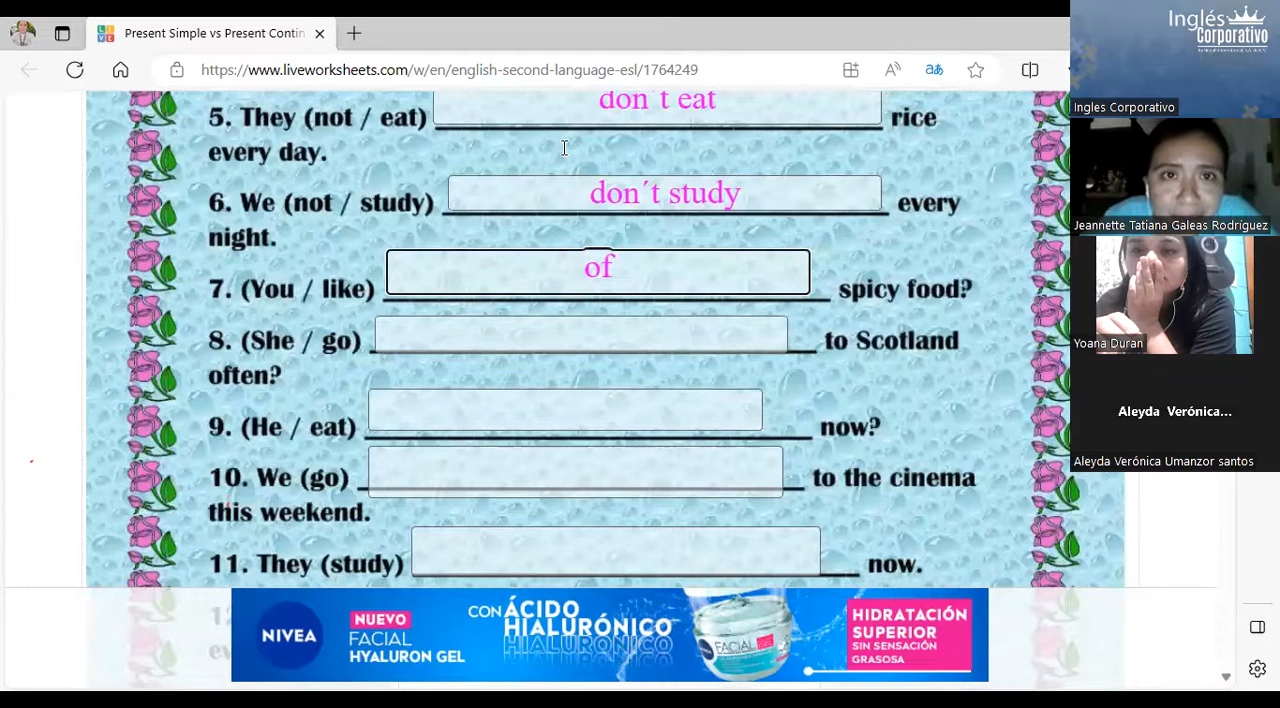 Present Simple vs Present Contin
https://www.liveworksheets.com/w/en/english-second-language-esl/1764249
5. They (not / eat) don´t eat rice
every day.
6. We (not / study) don´t study every
night.
7. (You / like) of spicy food?
8. (She / go) to Scotland
often?
9. (He / eat) now?
10. We (go) to the cinema
this weekend.
11. They (study) now.
NIVEA
NUEVO
FACIAL
HYALURON GEL
CON ÁCIDO
HIALURÓNICO
FACIAL
HIDRATACIÓN
SUPERIOR
SIN SENSACIÓN
GRASOSA
Inglés
Corporativo
Ingles Corporativo
Jeannette Tatiana Galeas Rodríguez
Yoana Duran
Aleyda Verónica...
Aleyda Verónica Umanzor santos